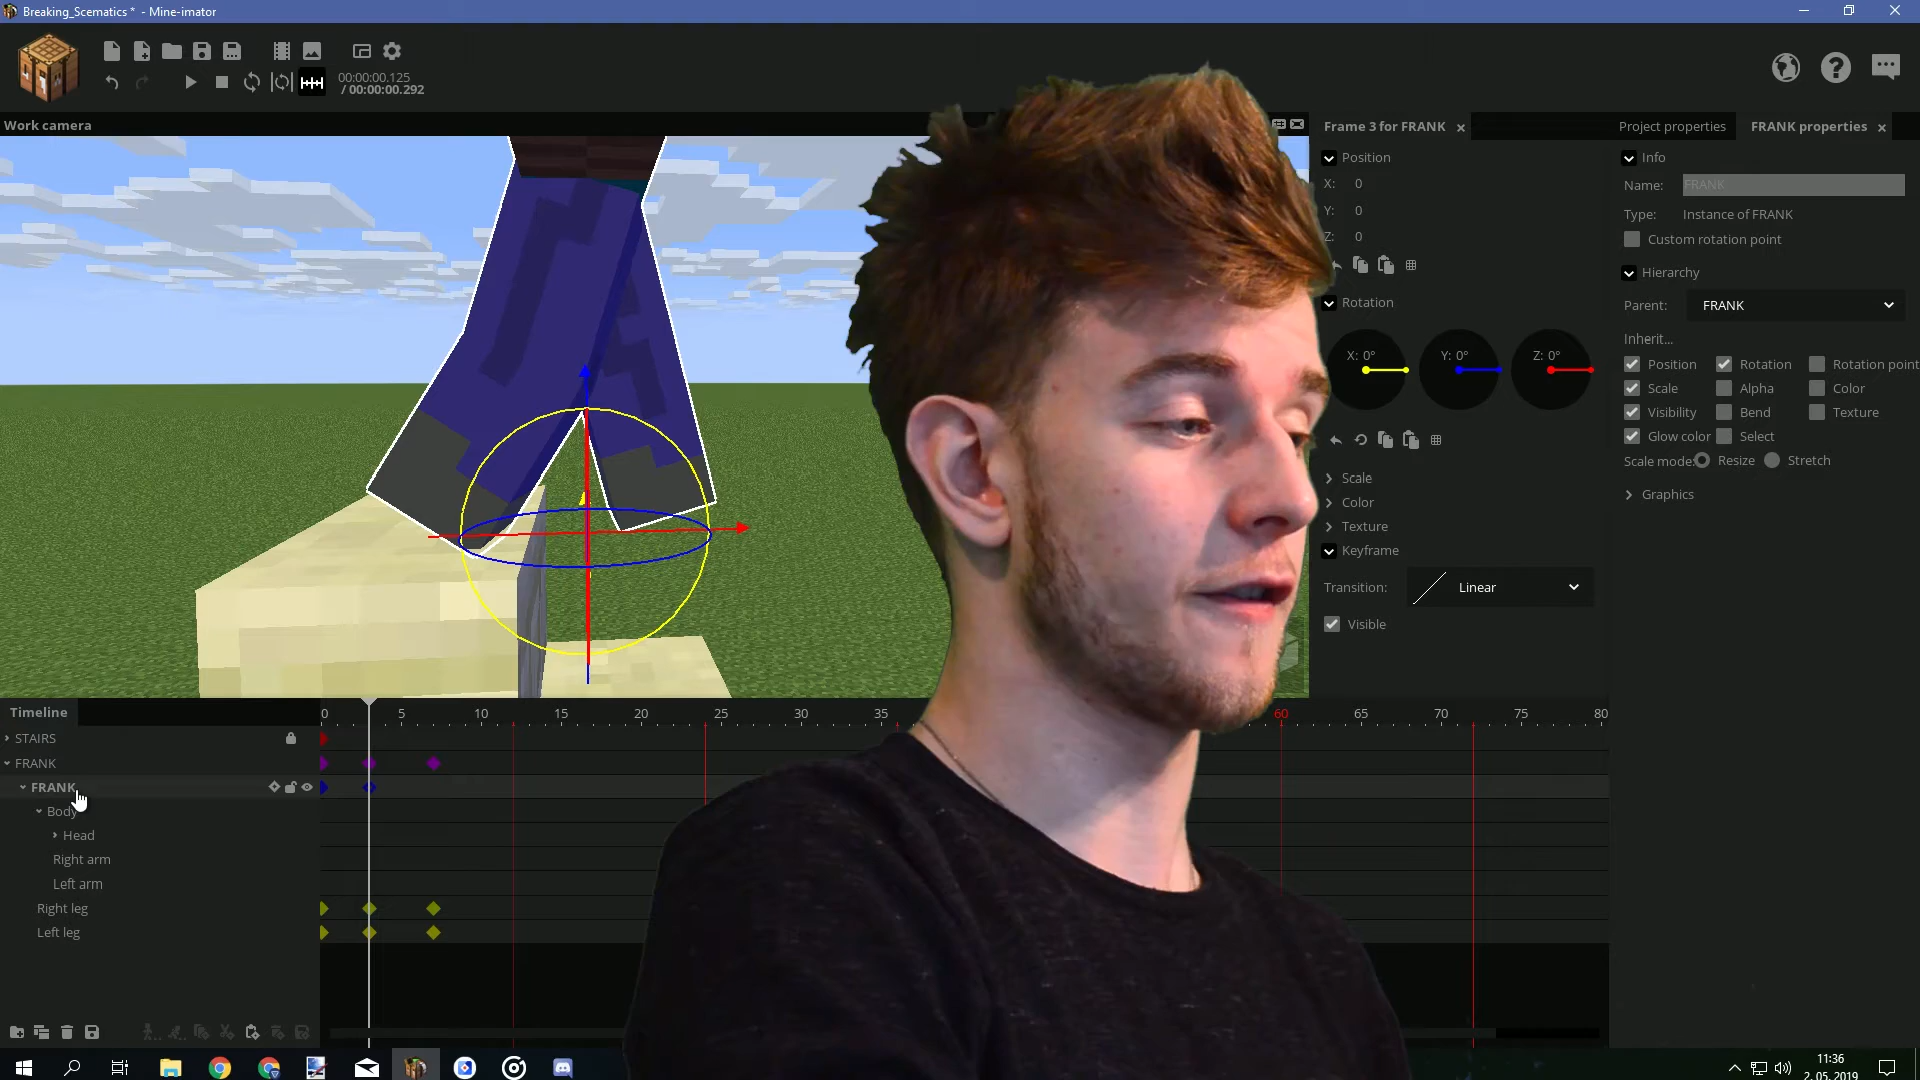 Breaking_Scematics * - Mine-imator
00:00:00.125
/ 00:00:00.292
Work camera
Frame 3 for FRANK
Project properties
FRANK properties
Position
X: 0
Y: 0
Z: 0
Rotation
X: 0°
Y: 0°
Z: 0°
Scale
Color
Texture
Keyframe
Transition: Linear
Visible
Info
Name: FRANK
Type: Instance of FRANK
Custom rotation point
Hierarchy
Parent: FRANK
Inherit...
Position Rotation Rotation point
Scale Alpha Color
Visibility Bend Texture
Glow color Select
Scale mode: Resize Stretch
Graphics
Timeline
0 5 10 15 20 25 30 35 60 65 70 75 80
STAIRS
FRANK
FRANK
Body
Head
Right arm
Left arm
Right leg
Left leg
11:36
2. 05. 2019